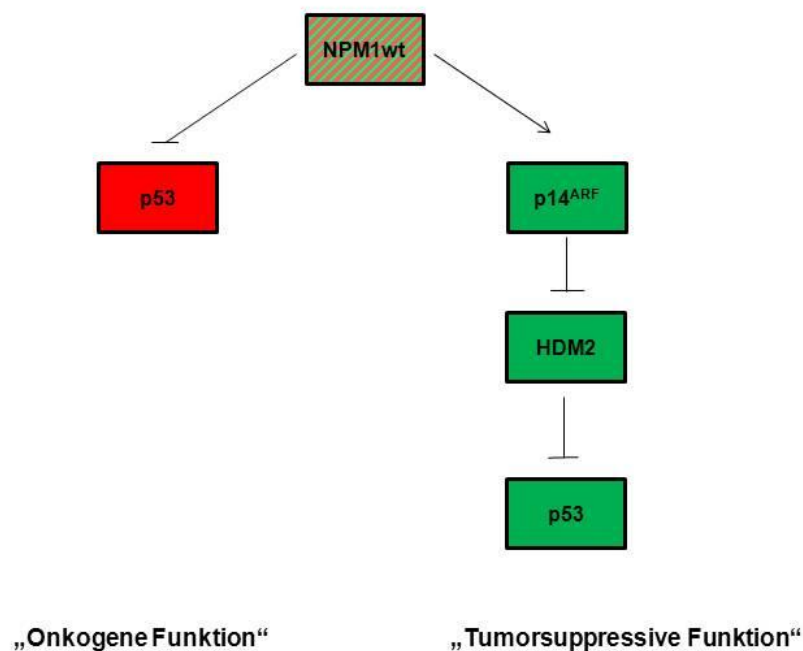 NPM1wt
p53
p14ᴬᴿᶠ
HDM2
p53
„Onkogene Funktion“
„Tumorsuppressive Funktion“